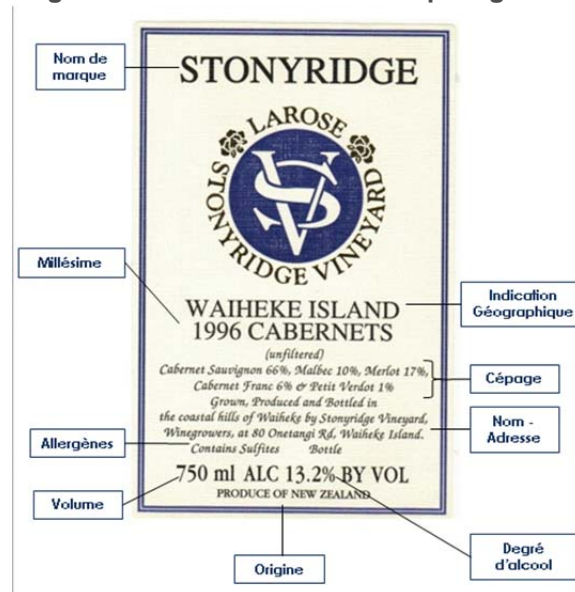 Nom de
marque
STONYRIDGE
LAROSE
STONYRIDGE VINEYARD
SV
Millésime
WAIHEKE ISLAND
1996 CABERNETS
Indication
Géographique
(unfiltered)
Cabernet Sauvignon 66%, Malbec 10%, Merlot 17%,
Cabernet Franc 6% & Petit Verdot 1%
Cépage
Grown, Produced and Bottled in
the coastal hills of Waiheke by Stonyridge Vineyard,
Winegrowers, at 80 Onetangi Rd, Waiheke Island.
Nom -
Adresse
Allergènes
Contains Sulfites Bottle
750 ml ALC 13.2% BY VOL
Volume
PRODUCE OF NEW ZEALAND
Origine
Degré
d'alcool